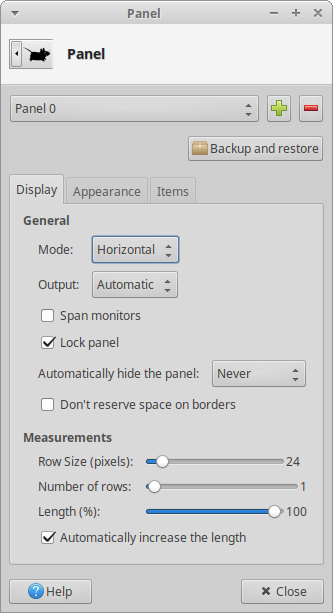 Panel
Panel
Panel 0
Backup and restore
Display Appearance Items
General
Mode: Horizontal
Output: Automatic
Span monitors
Lock panel
Automatically hide the panel: Never
Don't reserve space on borders
Measurements
Row Size (pixels): 24
Number of rows: 1
Length (%): 100
Automatically increase the length
Help Close